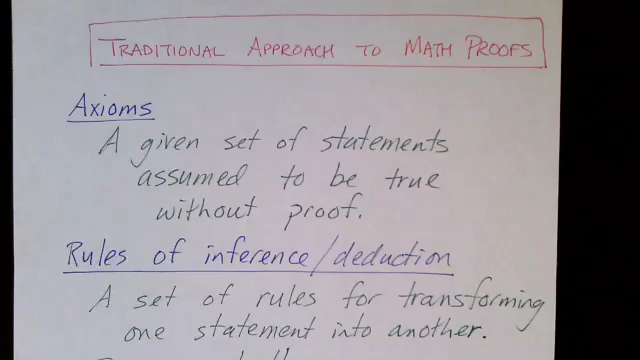 TRADITIONAL APPROACH TO MATH PROOFS
Axioms
A given set of statements
assumed to be true
without proof.
Rules of inference/deduction
A set of rules for transforming
one statement into another.